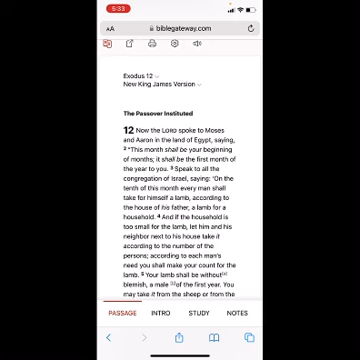 5:33
AA biblegateway.com
Exodus 12
New King James Version
The Passover Instituted
12 Now the LORD spoke to Moses
and Aaron in the land of Egypt, saying,
2 "This month shall be your beginning
of months; it shall be the first month of
the year to you. 3 Speak to all the
congregation of Israel, saying: 'On the
tenth of this month every man shall
take for himself a lamb, according to
the house of his father, a lamb for a
household. 4 And if the household is
too small for the lamb, let him and his
neighbor next to his house take it
according to the number of the
persons; according to each man's
need you shall make your count for the
lamb. 5 Your lamb shall be without[a]
blemish, a male [b]of the first year. You
may take it from the sheep or from the
PASSAGE INTRO STUDY NOTES